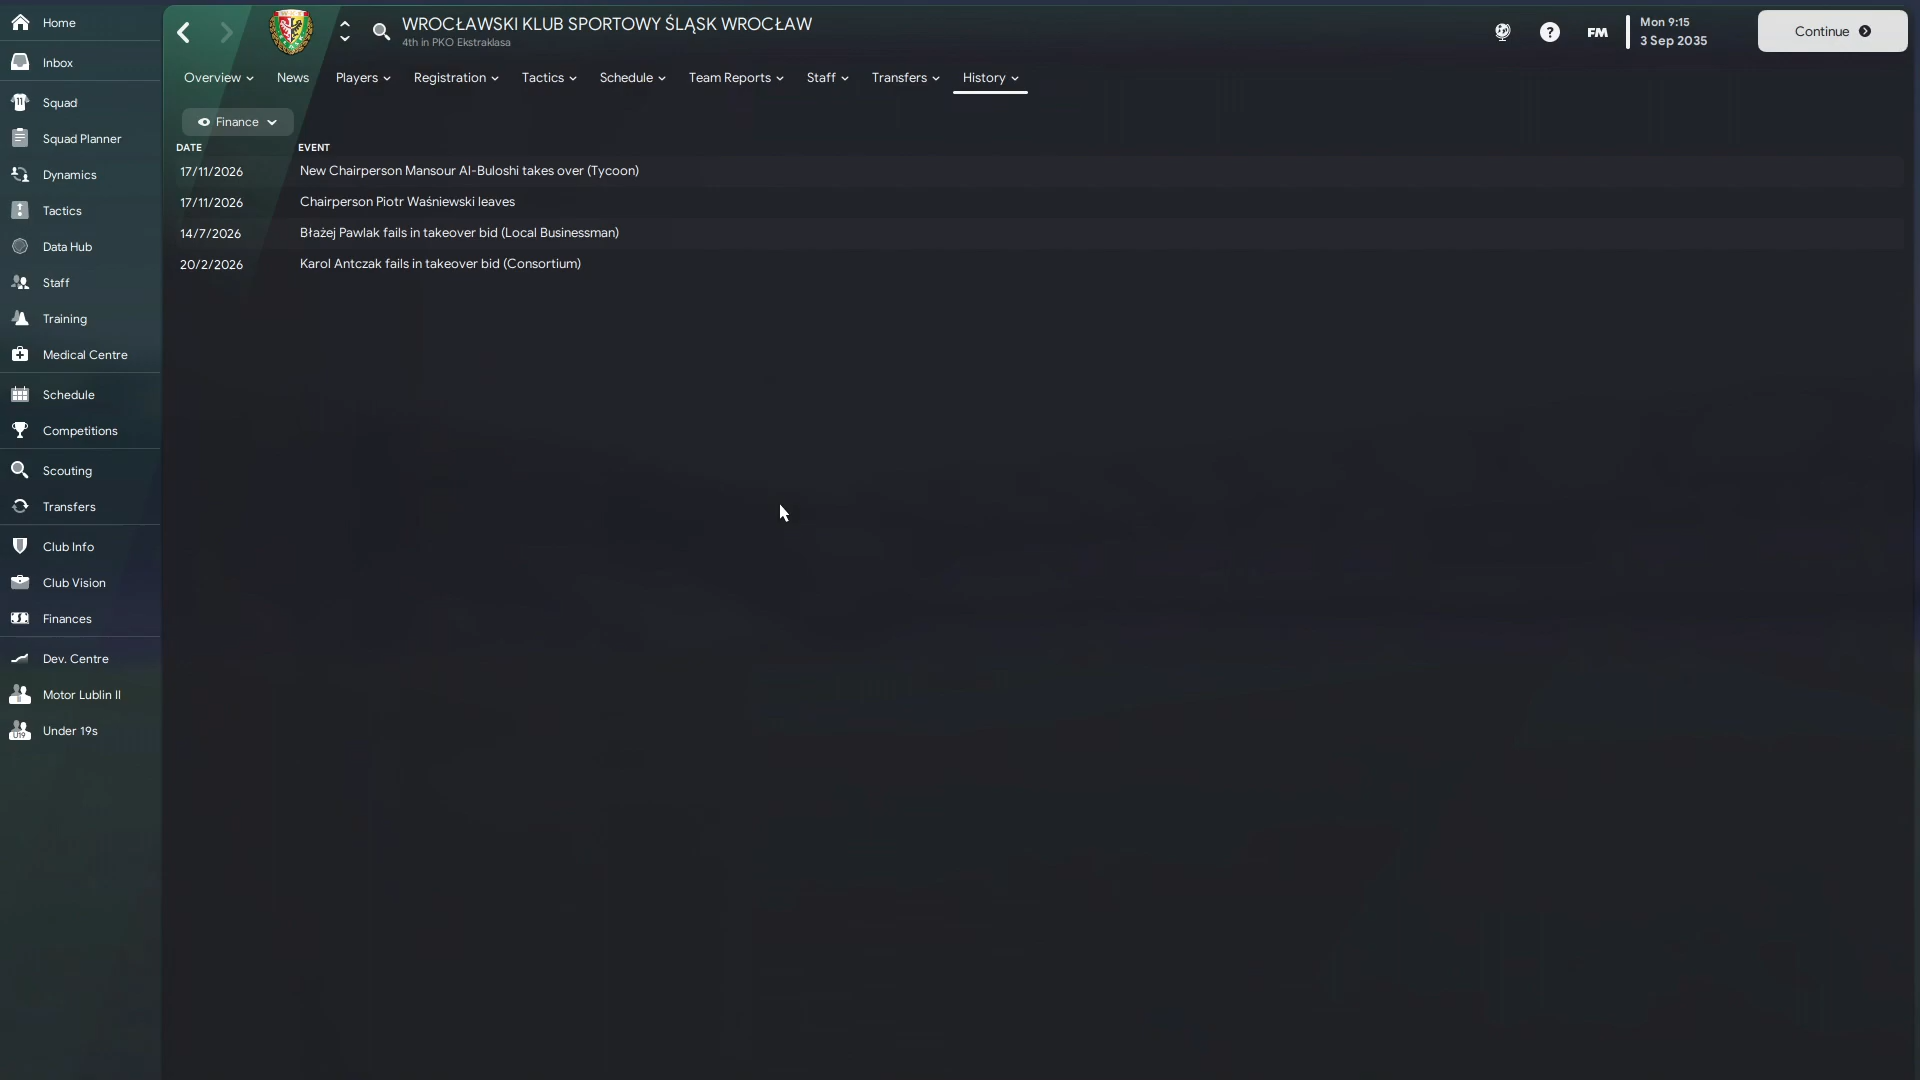 Home
Inbox
Squad
Squad Planner
Dynamics
Tactics
Data Hub
Staff
Training
Medical Centre
Schedule
Competitions
Scouting
Transfers
Club Info
Club Vision
Finances
Dev. Centre
Motor Lublin II
Under 19s
WROCŁAWSKI KLUB SPORTOWY ŚLĄSK WROCŁAW
4th in PKO Ekstraklasa
FM
Mon 9:15
3 Sep 2035
Continue
Overview News Players Registration Tactics Schedule Team Reports Staff Transfers History
Finance
DATE EVENT
17/11/2026 New Chairperson Mansour Al-Buloshi takes over (Tycoon)
17/11/2026 Chairperson Piotr Waśniewski leaves
14/7/2026 Błażej Pawlak fails in takeover bid (Local Businessman)
20/2/2026 Karol Antczak fails in takeover bid (Consortium)